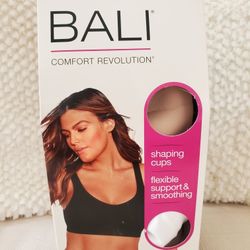 BALI®
COMFORT REVOLUTION®
shaping
cups
flexible
support &
smoothing